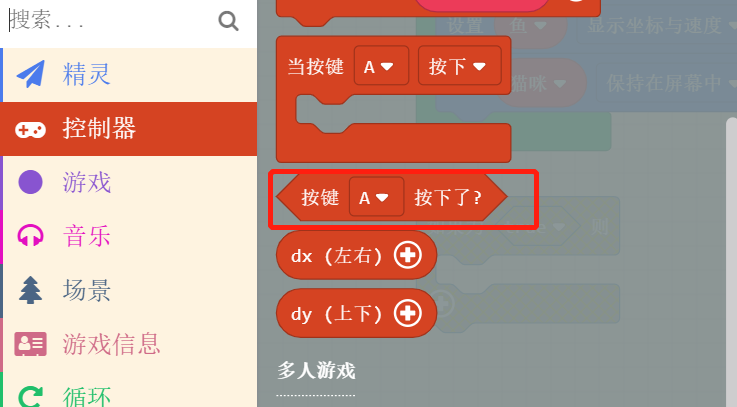 搜索...
精灵
控制器
游戏
音乐
场景
游戏信息
循环
当按键 A 按下
按键 A 按下了?
dx (左右)
dy (上下)
多人游戏
设置 鱼 显示坐标与速度
猫咪 保持在屏幕中
则